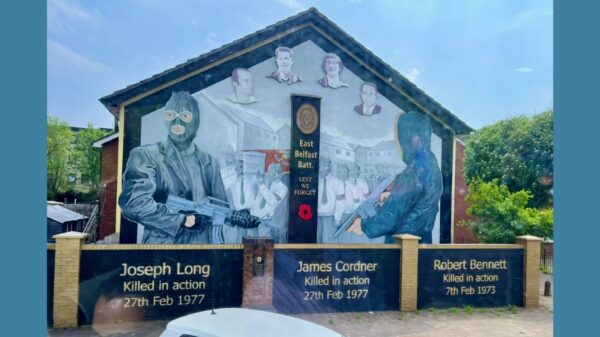 East
Belfast
Batt.
LEST
WE
FORGET
Joseph Long
Killed in action
27th Feb 1977
James Cordner
Killed in action
27th Feb 1977
Robert Bennett
Killed in action
7th Feb 1973